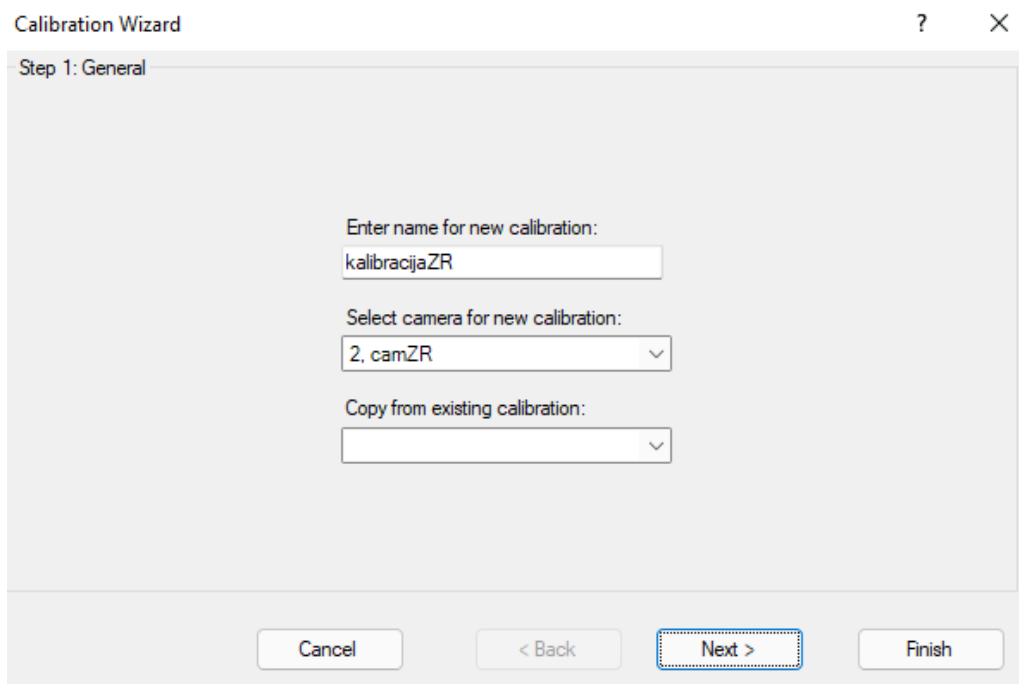 Calibration Wizard
Step 1: General
Enter name for new calibration:
kalibracijaZR
Select camera for new calibration:
2, camZR
Copy from existing calibration:
Cancel < Back Next > Finish